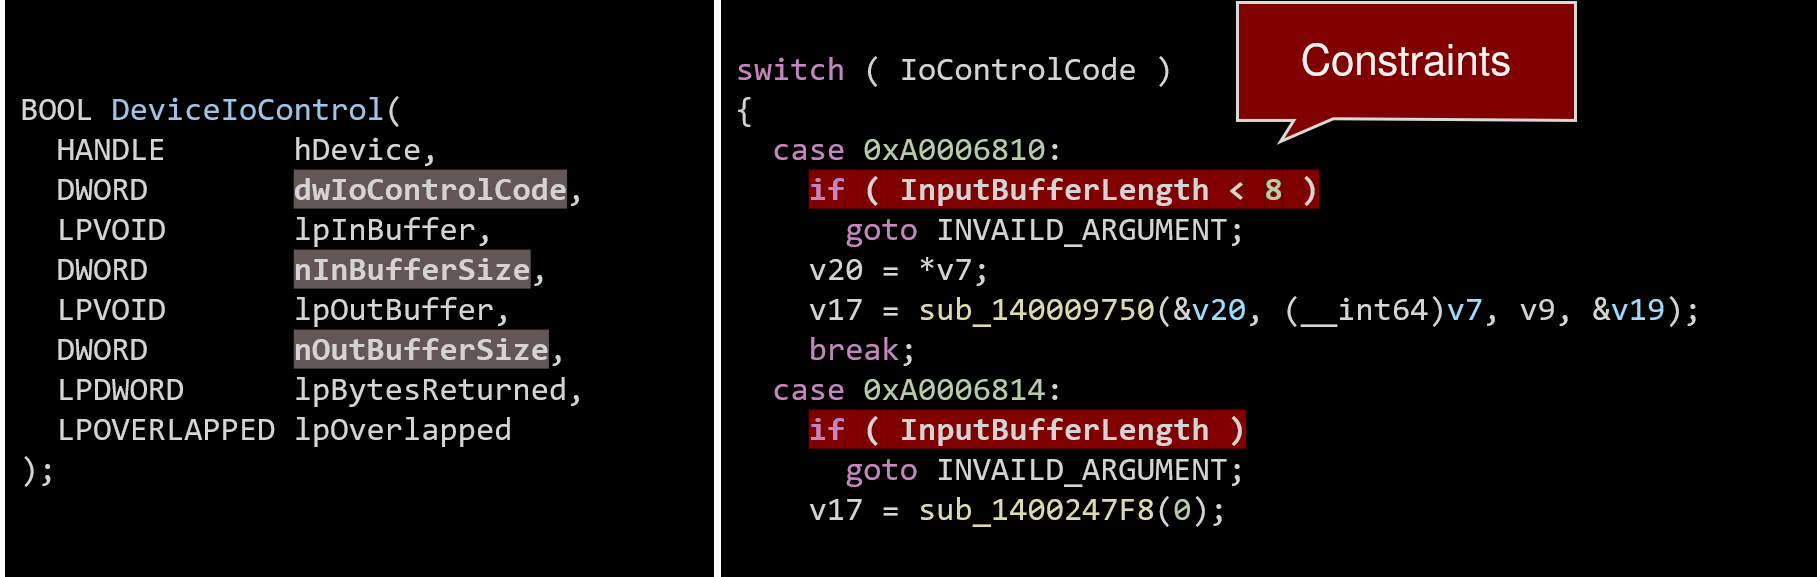 BOOL DeviceIoControl(
  HANDLE       hDevice,
  DWORD        dwIoControlCode,
  LPVOID       lpInBuffer,
  DWORD        nInBufferSize,
  LPVOID       lpOutBuffer,
  DWORD        nOutBufferSize,
  LPDWORD      lpBytesReturned,
  LPOVERLAPPED lpOverlapped
);
Constraints
switch ( IoControlCode )
{
  case 0xA0006810:
    if ( InputBufferLength < 8 )
      goto INVAILD_ARGUMENT;
    v20 = *v7;
    v17 = sub_140009750(&v20, (__int64)v7, v9, &v19);
    break;
  case 0xA0006814:
    if ( InputBufferLength )
      goto INVAILD_ARGUMENT;
    v17 = sub_1400247F8(0);